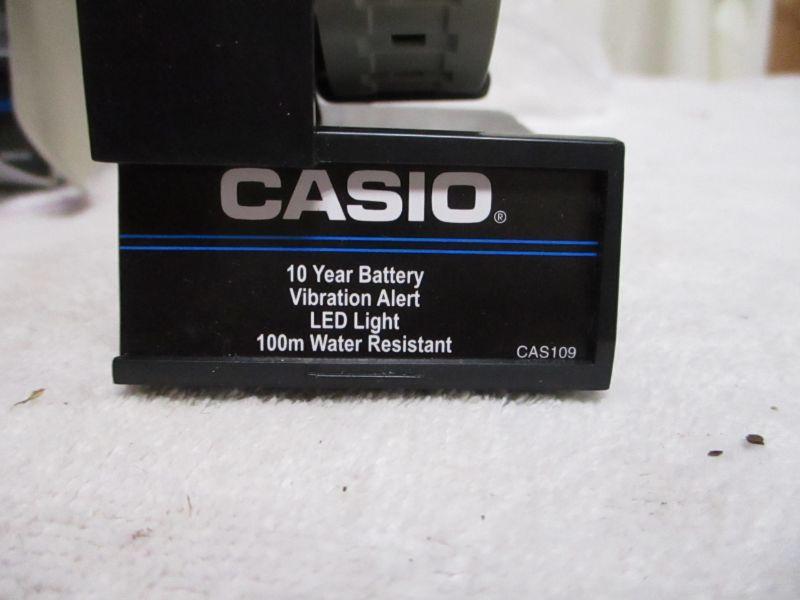 CASIO®
10 Year Battery
Vibration Alert
LED Light
100m Water Resistant
CAS109